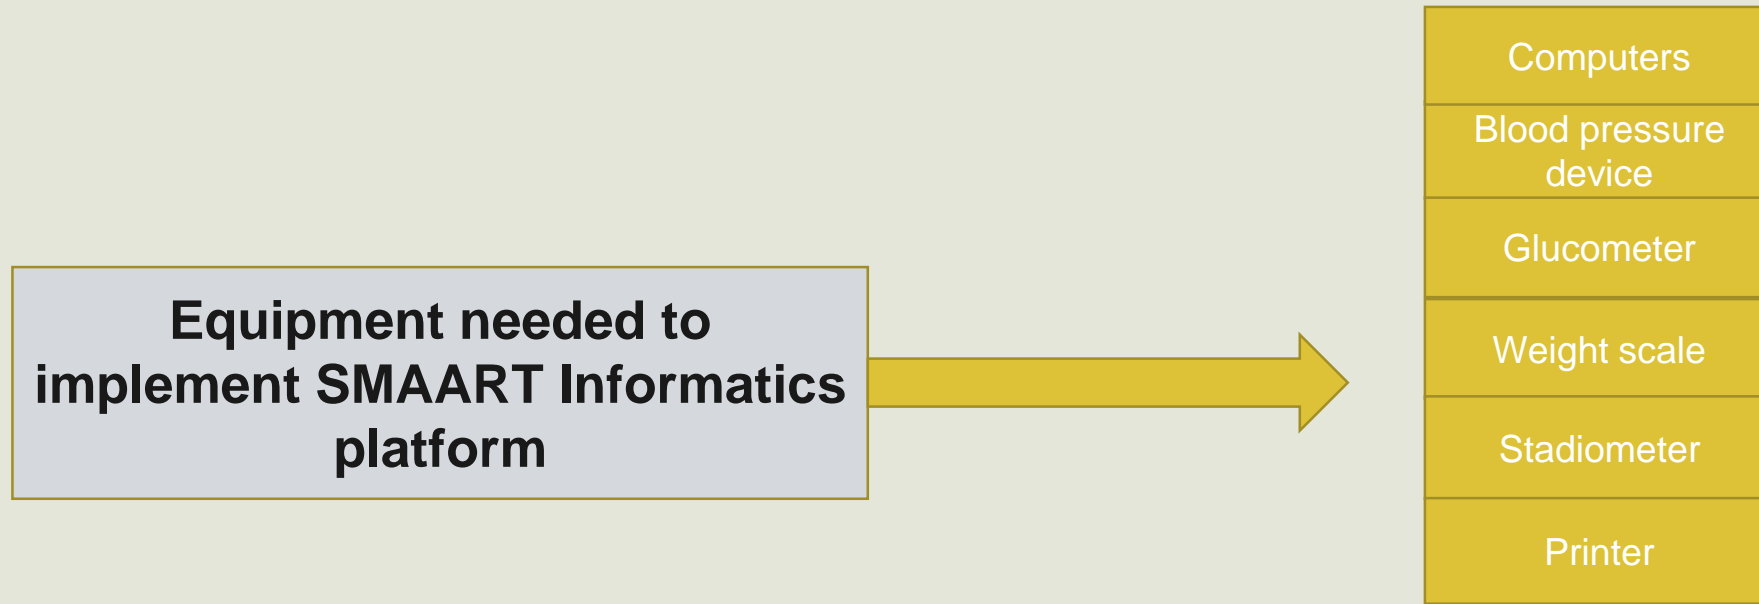 Equipment needed to
implement SMAART Informatics
platform
Computers
Blood pressure
device
Glucometer
Weight scale
Stadiometer
Printer